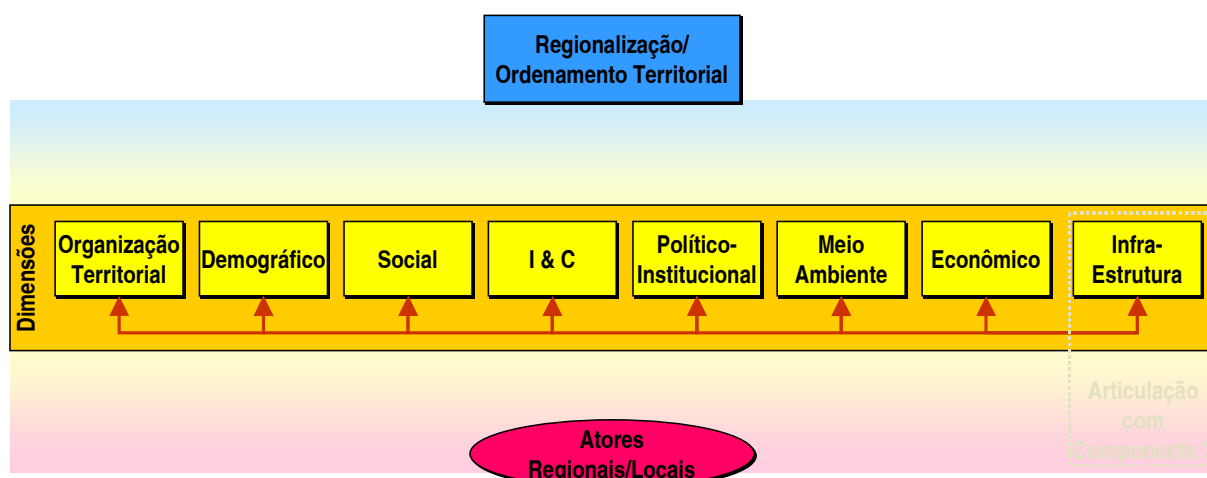 Regionalização/
Ordenamento Territorial
Dimensões
Organização
Territorial
Demográfico
Social
I & C
Político-
Institucional
Meio
Ambiente
Econômico
Infra-
Estrutura
Articulação
com
Componente
Atores
Regionais/Locais